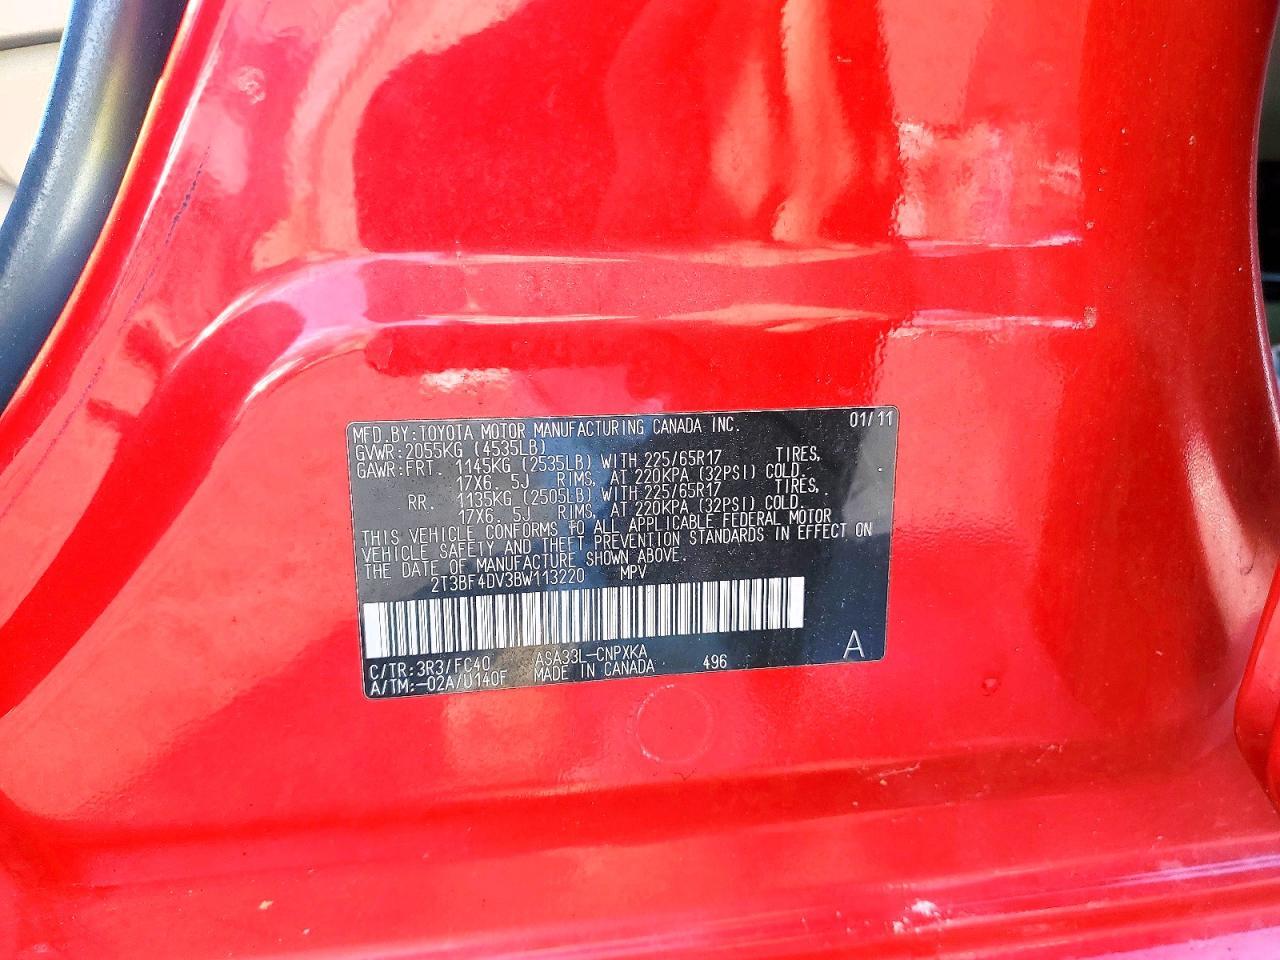 MFD.BY:TOYOTA MOTOR MANUFACTURING CANADA INC. 01/11
GVWR:2055KG (4535LB)
GAWR:FRT. 1145KG (2535LB) WITH 225/65R17 TIRES,
17X6.5J RIMS, AT 220KPA (32PSI) COLD.
RR. 1135KG (2505LB) WITH 225/65R17 TIRES,
17X6.5J RIMS, AT 220KPA (32PSI) COLD.
THIS VEHICLE CONFORMS TO ALL APPLICABLE FEDERAL MOTOR
VEHICLE SAFETY AND THEFT PREVENTION STANDARDS IN EFFECT ON
THE DATE OF MANUFACTURE SHOWN ABOVE.
2T3BF4DV3BW113220 MPV
C/TR:3R3/FC40 ASA33L-CNPXKA
A/TM:-02A/U140F MADE IN CANADA 496 A